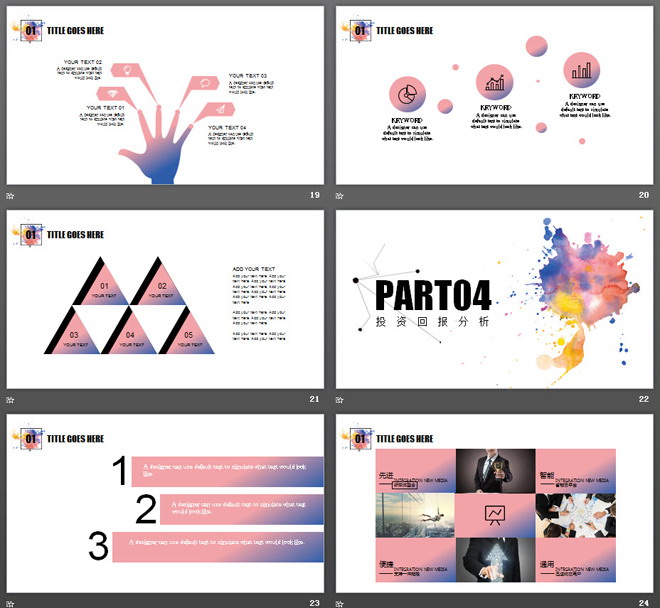 01 TITLE GOES HERE
YOUR TEXT 02
A designer can use default
text to simulate what text
would look like.
YOUR TEXT 03
A designer can use default
text to simulate what text
would look like.
YOUR TEXT 01
A designer can use default
text to simulate what text
would look like.
YOUR TEXT 04
A designer can use default
text to simulate what text
would look like.
19
01 TITLE GOES HERE
KEYWORD
A designer can use
default text to simulate
what text would look like.
KEYWORD
A designer can use
default text to simulate
what text would look like.
KEYWORD
A designer can use
default text to simulate
what text would look like.
20
01 TITLE GOES HERE
01
YOUR TEXT
02
YOUR TEXT
03
YOUR TEXT
04
YOUR TEXT
05
YOUR TEXT
ADD YOUR TEXT
Add your text here. Add your
text here. Add your text here.
Add your text here. Add your
text here. Add your text here.
Add your text here. Add your
text here.
Add your text here. Add your
text here.
Add your text here. Add your
text here.
21
PART04
投资回报分析
22
01 TITLE GOES HERE
1
A designer can use default text to simulate what text would look
like.
2
A designer can use default text to simulate what text
would look like.
3
A designer can use default text to simulate what text would look like.
23
01 TITLE GOES HERE
先进
INTEGRATION NEW MEDIA
智能
INTEGRATION NEW MEDIA
便捷
INTEGRATION NEW MEDIA
通用
INTEGRATION NEW MEDIA
24